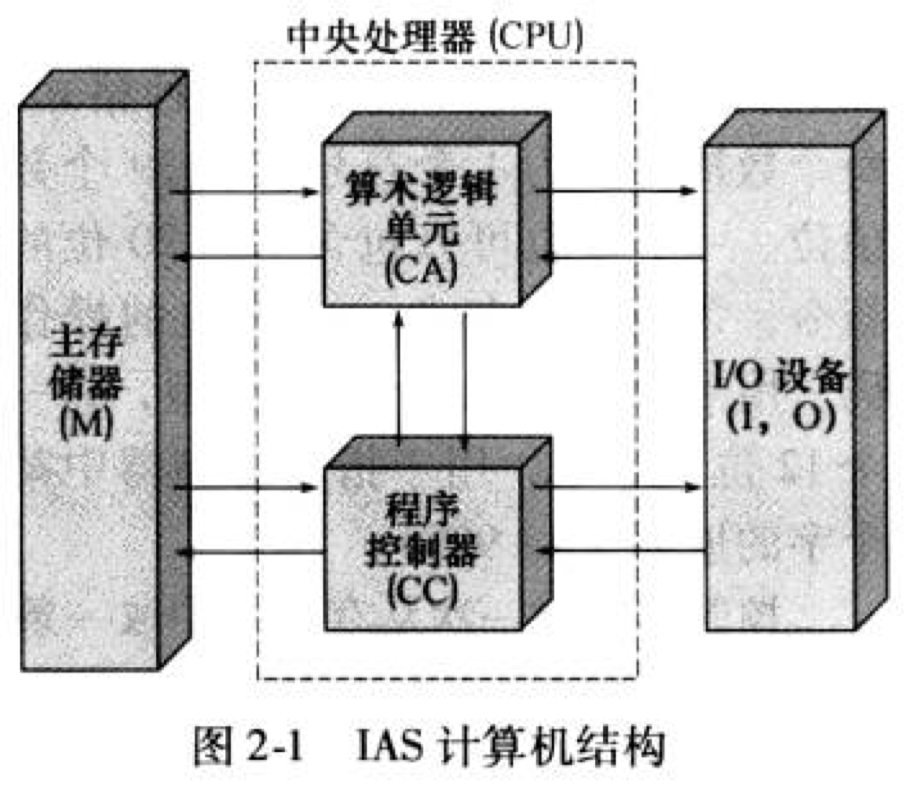 中央处理器 (CPU)
算术逻辑
单元
(CA)
主存
储器
(M)
I/O 设备
(I，O)
程序
控制器
(CC)
图 2-1 IAS 计算机结构